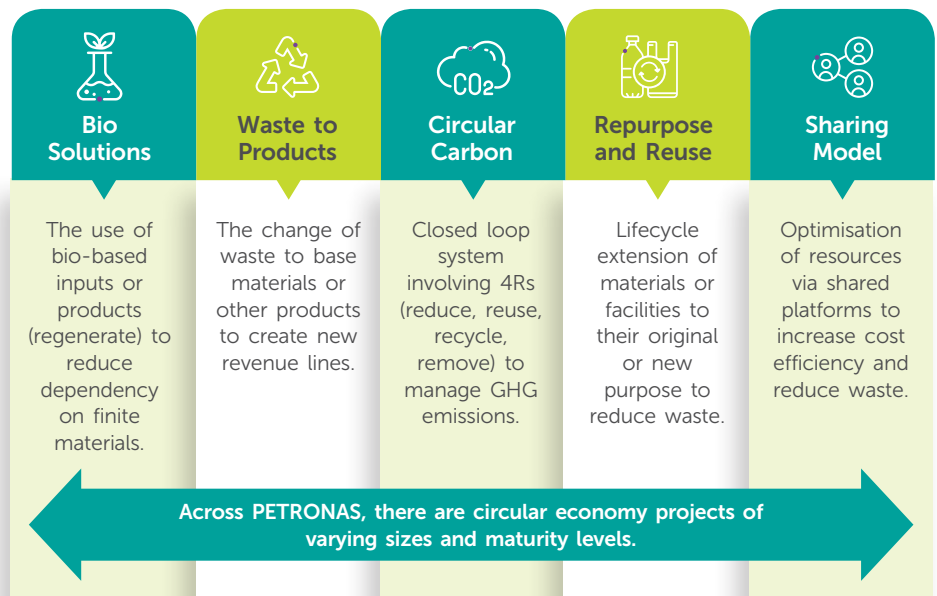 CO2
Bio
Solutions
Waste to
Products
Circular
Carbon
Repurpose
and Reuse
Sharing
Model
The use of
bio-based
inputs or
products
(regenerate) to
reduce
dependency
on finite
materials.
The change of
waste to base
materials or
other products
to create new
revenue lines.
Closed loop
system
involving 4Rs
(reduce, reuse,
recycle,
remove) to
manage GHG
emissions.
Lifecycle
extension of
materials or
facilities to
their original
or new
purpose to
reduce waste.
Optimisation
of resources
via shared
platforms to
increase cost
efficiency and
reduce waste.
Across PETRONAS, there are circular economy projects of
varying sizes and maturity levels.